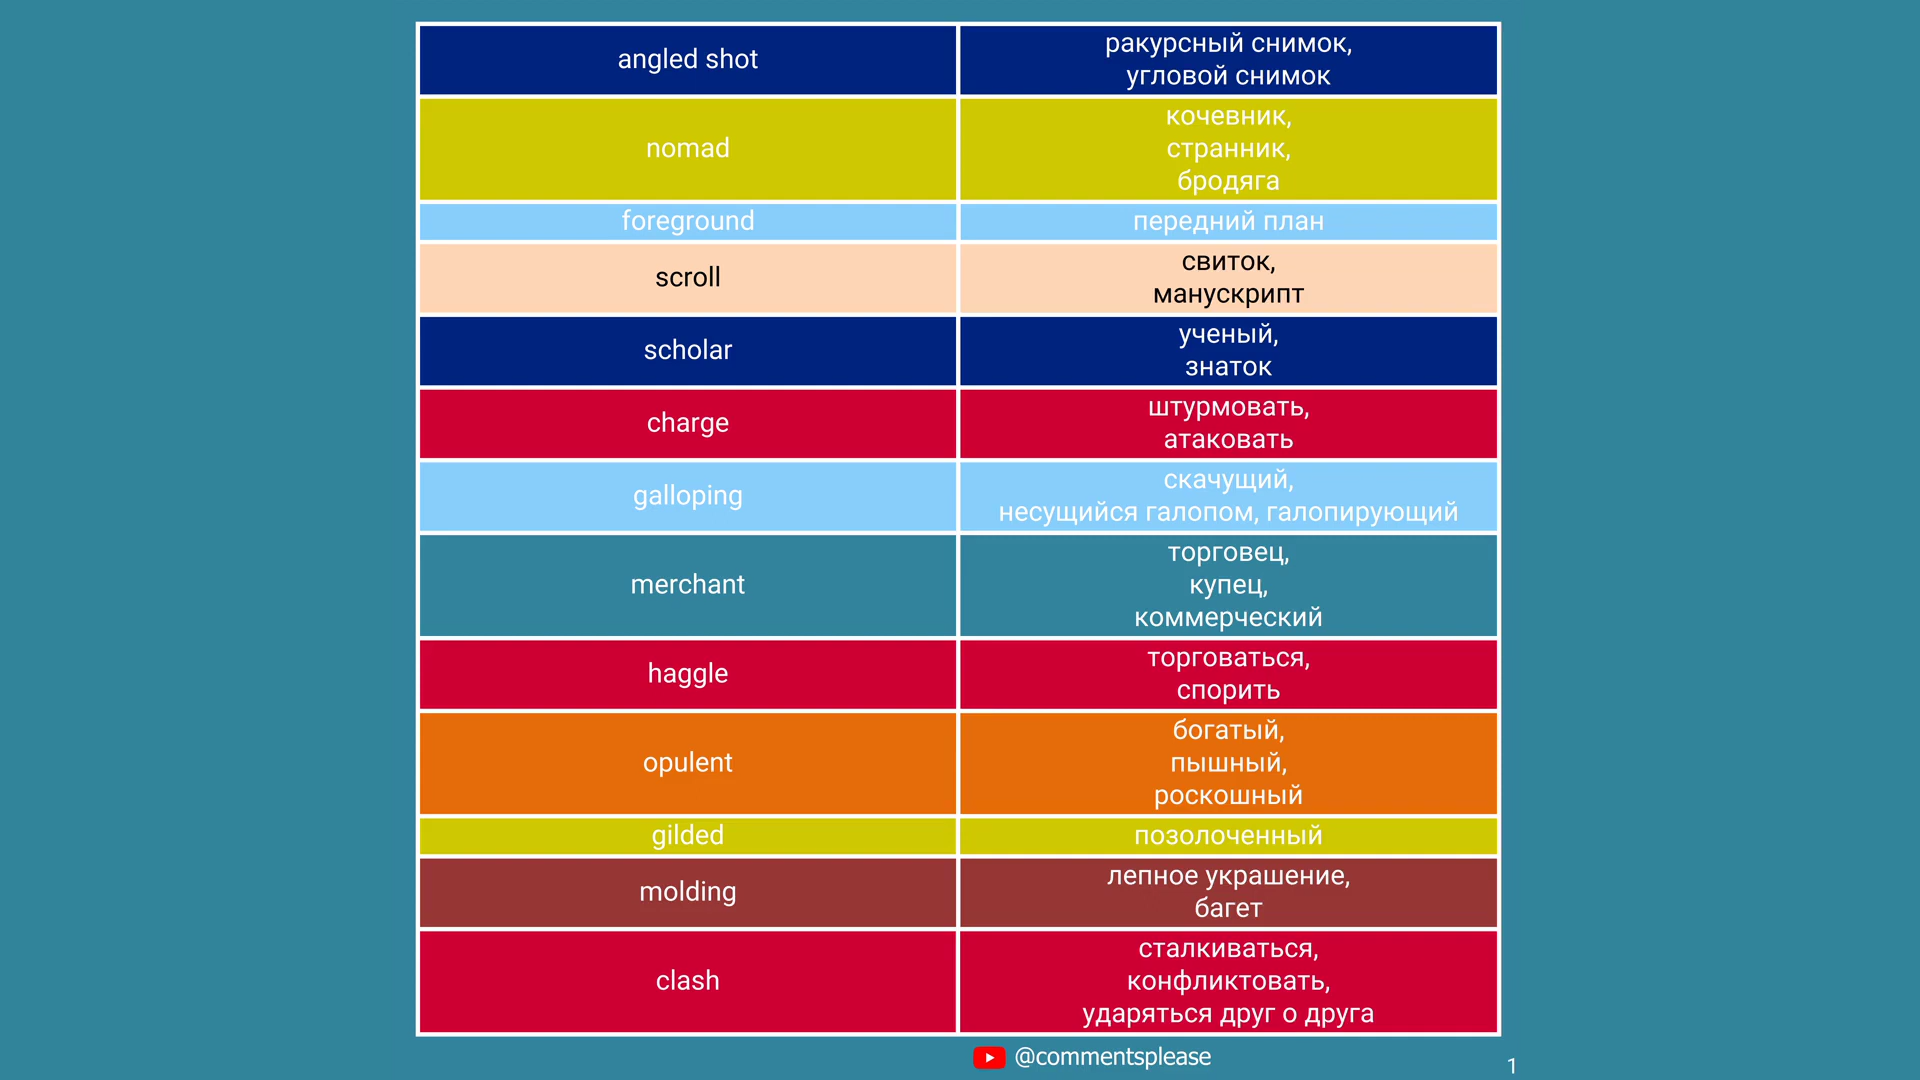 angled shot
ракурсный снимок,
угловой снимок
nomad
кочевник,
странник,
бродяга
foreground
передний план
scroll
свиток,
манускрипт
scholar
ученый,
знаток
charge
штурмовать,
атаковать
galloping
скачущий,
несущийся галопом, галопирующий
merchant
торговец,
купец,
коммерческий
haggle
торговаться,
спорить
opulent
богатый,
пышный,
роскошный
gilded
позолоченный
molding
лепное украшение,
багет
clash
сталкиваться,
конфликтовать,
ударяться друг о друга
@commentsplease
1